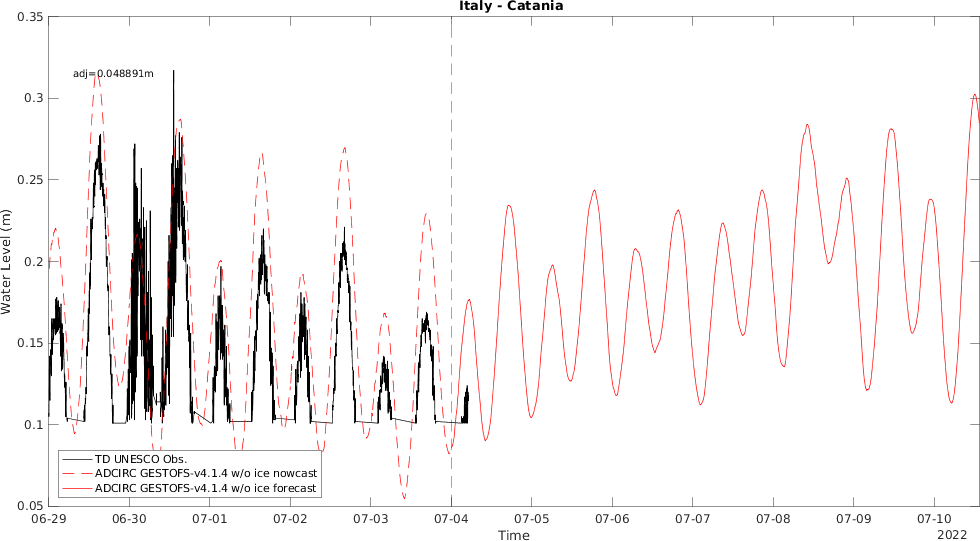 Italy - Catania
0.35
0.3
0.25
0.2
0.15
0.1
0.05
Water Level (m)
adj=0.048891m
TD UNESCO Obs.
ADCIRC GESTOFS-v4.1.4 w/o ice nowcast
ADCIRC GESTOFS-v4.1.4 w/o ice forecast
06-29 06-30 07-01 07-02 07-03 07-04 07-05 07-06 07-07 07-08 07-09 07-10
Time 2022